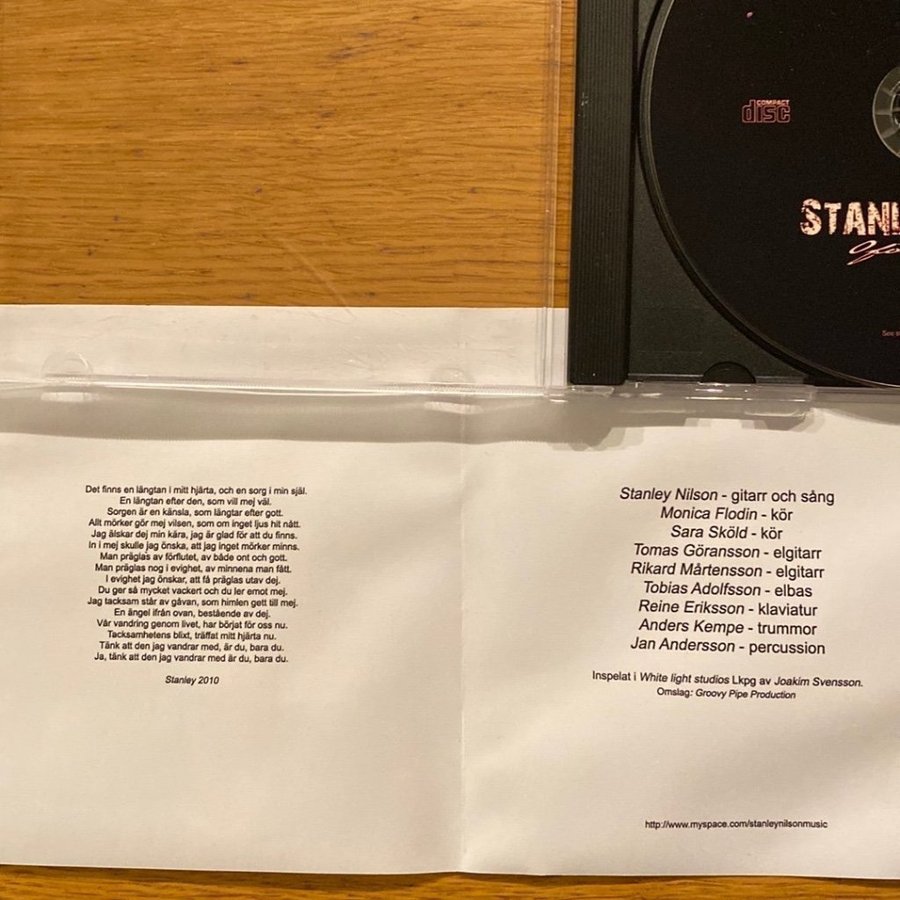 COMPACT
disc
STANL
Det finns en längtan i mitt hjärta, och en sorg i min själ.
En längtan efter den, som vill mej väl.
Sorgen är en känsla, som längtar efter gott.
Allt mörker gör mej vilsen, som om inget ljus hit nått.
Jag älskar dej min kära, jag är glad för att du finns.
In i mej skulle jag önska, att jag inget mörker minns.
Man präglas av förflutet, av både ont och gott.
Man präglas nog i evighet, av minnena man fått.
I evighet jag önskar, att få präglas utav dej.
Du ger så mycket vackert och du ler emot mej.
Jag tacksam står av gåvan, som himlen gett till mej.
En ängel ifrån ovan, bestående av dej.
Vår vandring genom livet, har börjat för oss nu.
Tacksamhetens blixt, träffat mitt hjärta nu.
Tänk att den jag vandrar med, är du, bara du.
Ja, tänk att den jag vandrar med är du, bara du.
Stanley 2010
Stanley Nilson - gitarr och sång
Monica Flodin - kör
Sara Sköld - kör
Tomas Göransson - elgitarr
Rikard Mårtensson - elgitarr
Tobias Adolfsson - elbas
Reine Eriksson - klaviatur
Anders Kempe - trummor
Jan Andersson - percussion
Inspelat i White light studios Lkpg av Joakim Svensson.
Omslag: Groovy Pipe Production
http://www.myspace.com/stanleynilsonmusic